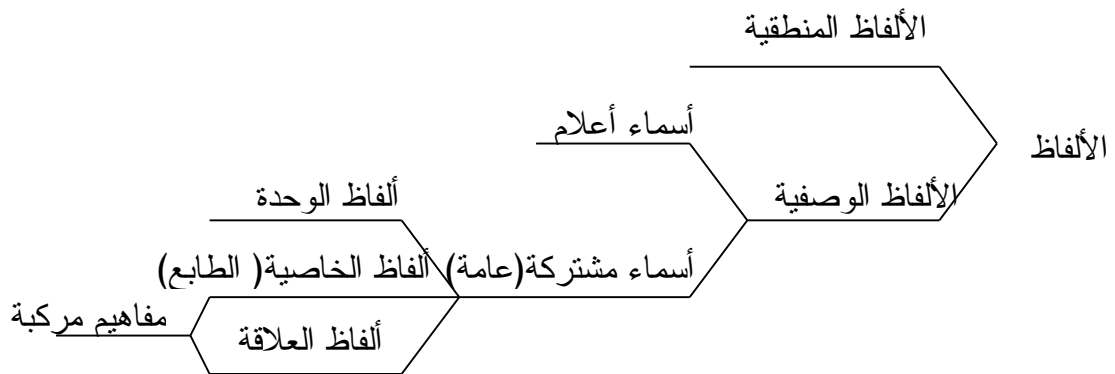 الألفاظ المنطقية
أسماء أعلام
الألفاظ
ألفاظ الوحدة
الألفاظ الوصفية
أسماء مشتركة(عامة)
ألفاظ الخاصية( الطابع)
مفاهيم مركبة
ألفاظ العلاقة